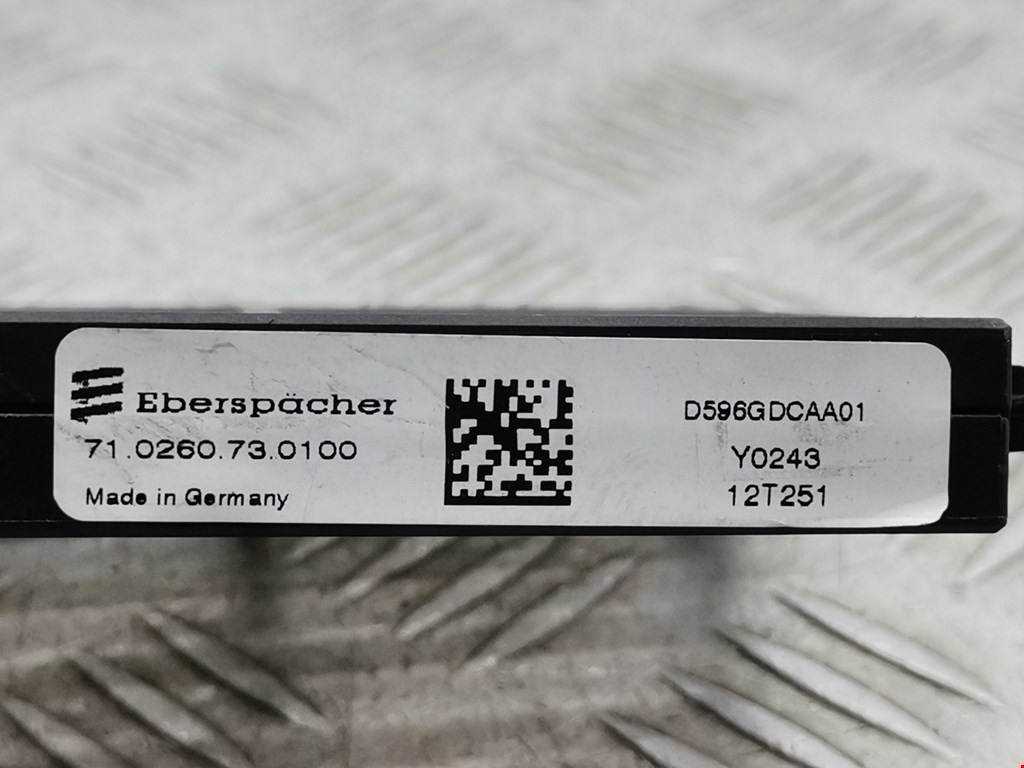 Eberspächer
71.0260.73.0100
Made in Germany
D596GDCAA01
Y0243
12T251